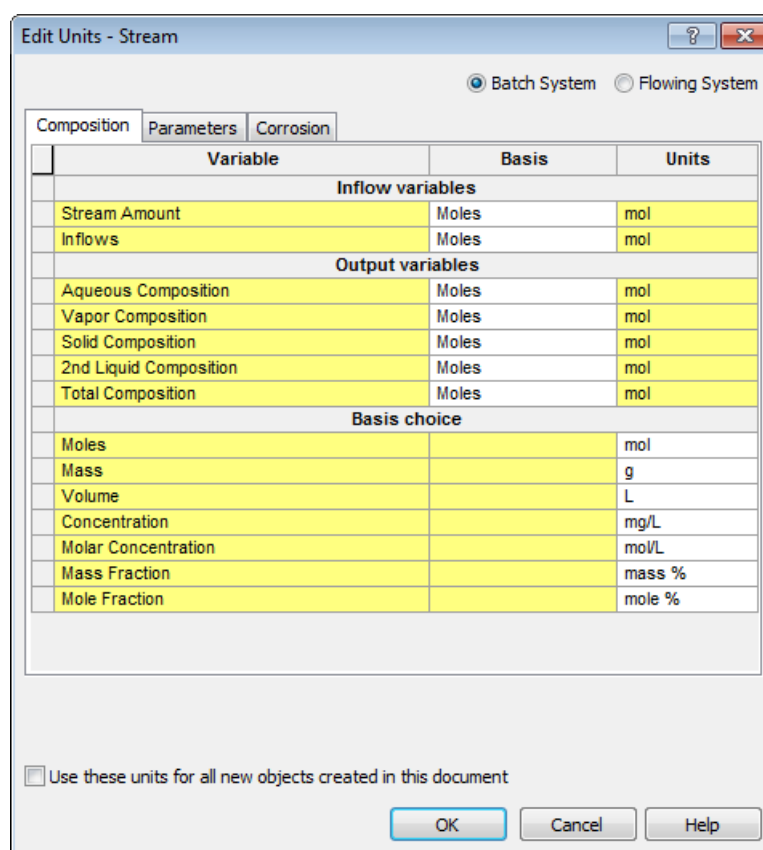 Edit Units - Stream
Batch System Flowing System
Composition Parameters Corrosion
Variable Basis Units
Inflow variables
Stream Amount Moles mol
Inflows Moles mol
Output variables
Aqueous Composition Moles mol
Vapor Composition Moles mol
Solid Composition Moles mol
2nd Liquid Composition Moles mol
Total Composition Moles mol
Basis choice
Moles mol
Mass g
Volume L
Concentration mg/L
Molar Concentration mol/L
Mass Fraction mass %
Mole Fraction mole %
Use these units for all new objects created in this document
OK Cancel Help